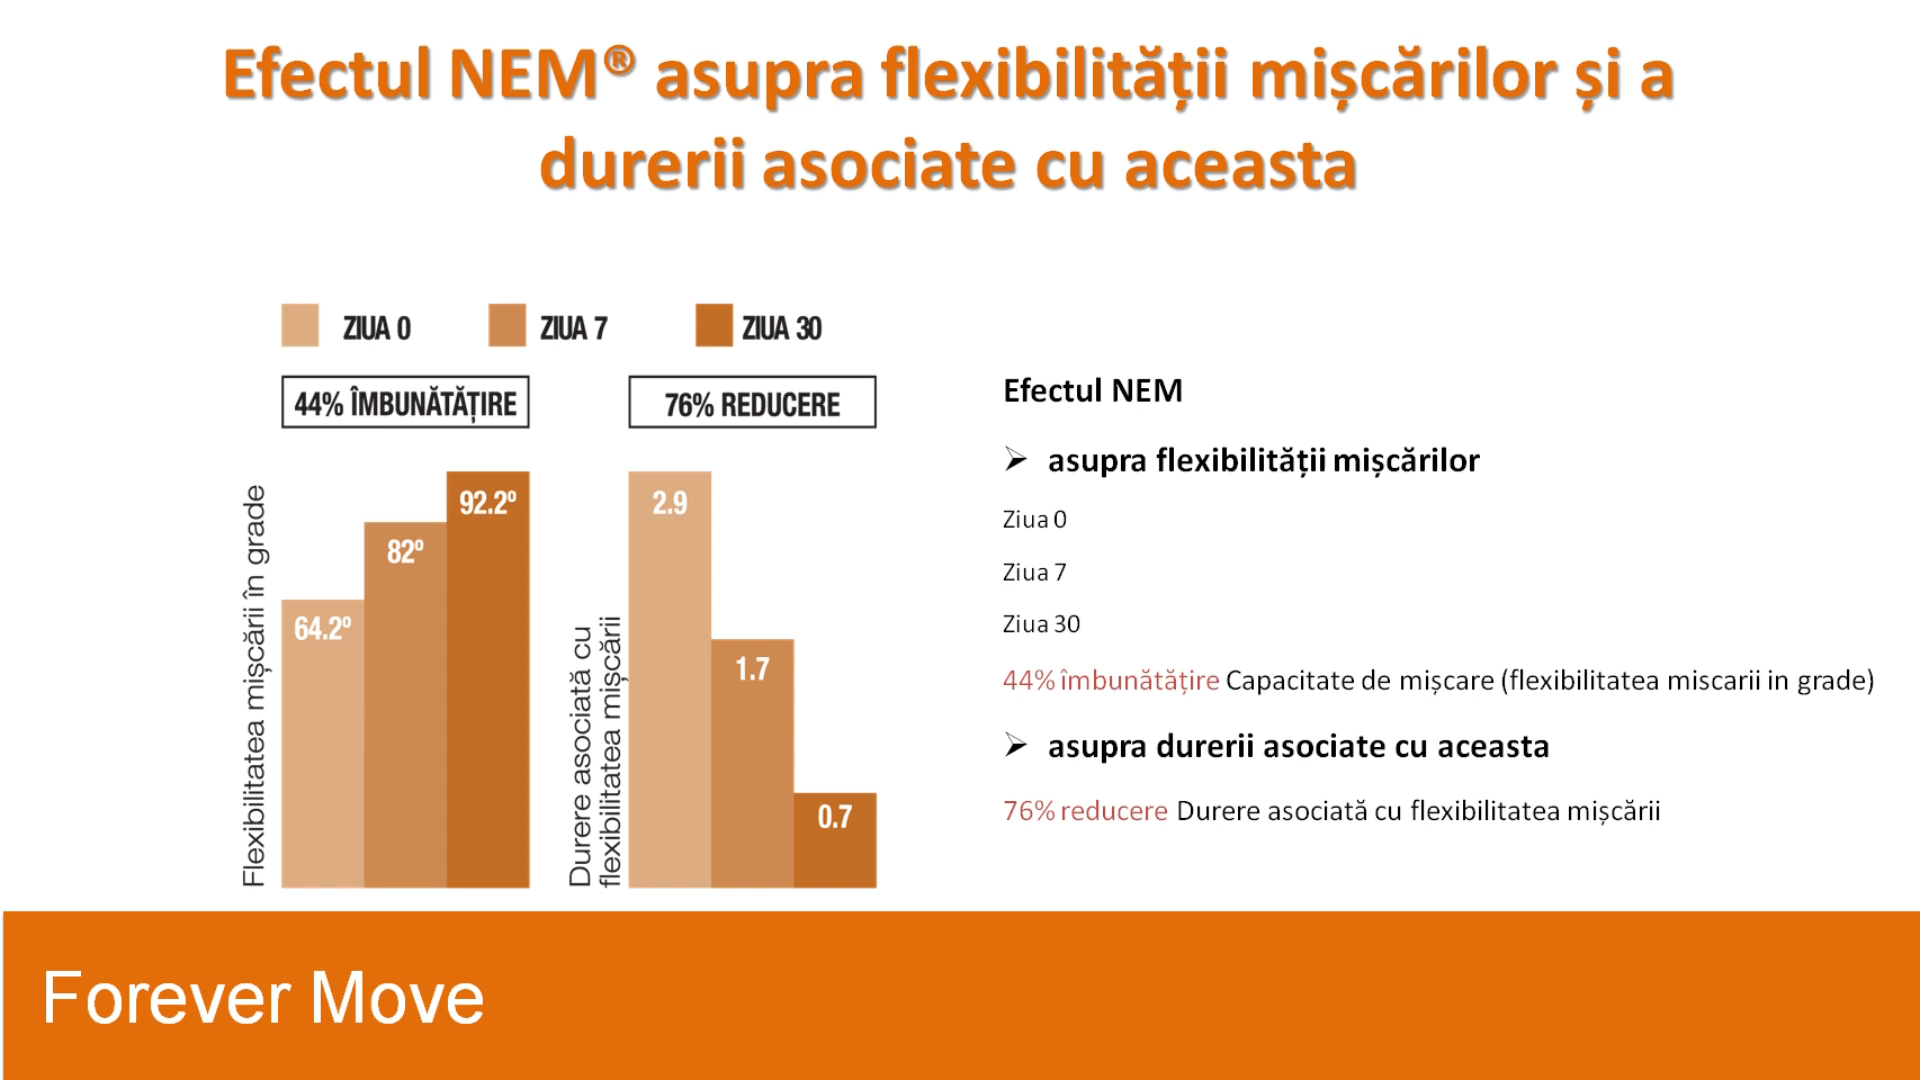 Efectul NEM® asupra flexibilității mișcărilor și a
durerii asociate cu aceasta
ZIUA 0
ZIUA 7
ZIUA 30
44% ÎMBUNĂTĂȚIRE
76% REDUCERE
Flexibilitatea mișcării în grade
64.2º
82º
92.2º
Durere asociată cu
flexibilitatea mișcării
2.9
1.7
0.7
Efectul NEM
➢ asupra flexibilității mișcărilor
Ziua 0
Ziua 7
Ziua 30
44% îmbunătățire Capacitate de mișcare (flexibilitatea miscarii in grade)
➢ asupra durerii asociate cu aceasta
76% reducere Durere asociată cu flexibilitatea mișcării
Forever Move